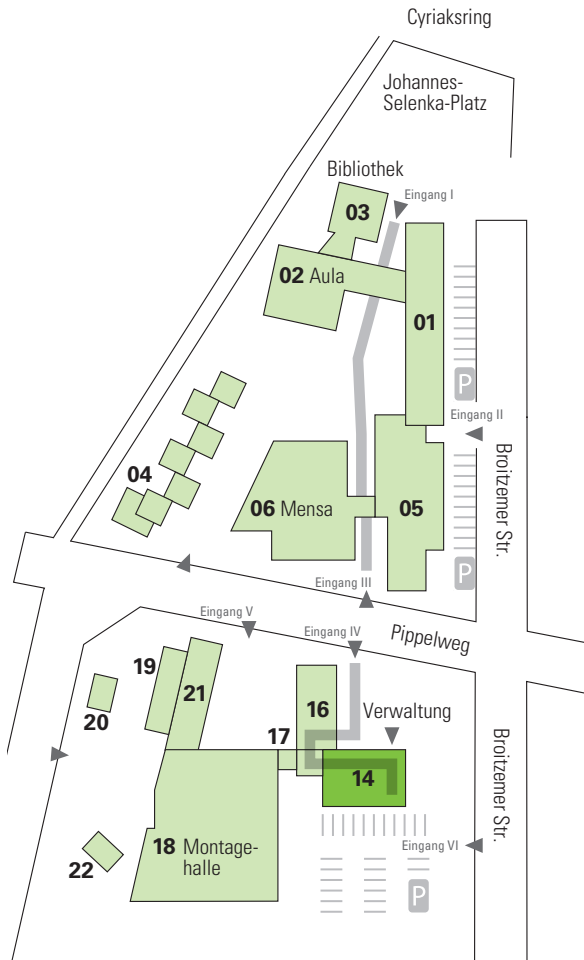 Cyriaksring
Johannes-
Selenka-Platz
Bibliothek
Eingang I
03
02 Aula
01
P
Eingang II
04
Broitzemer Str.
06 Mensa
05
P
Eingang III
Eingang V
Eingang IV
Pippelweg
19
21
20
16
17
Verwaltung
14
Broitzemer Str.
18 Montage-
halle
Eingang VI
22
P